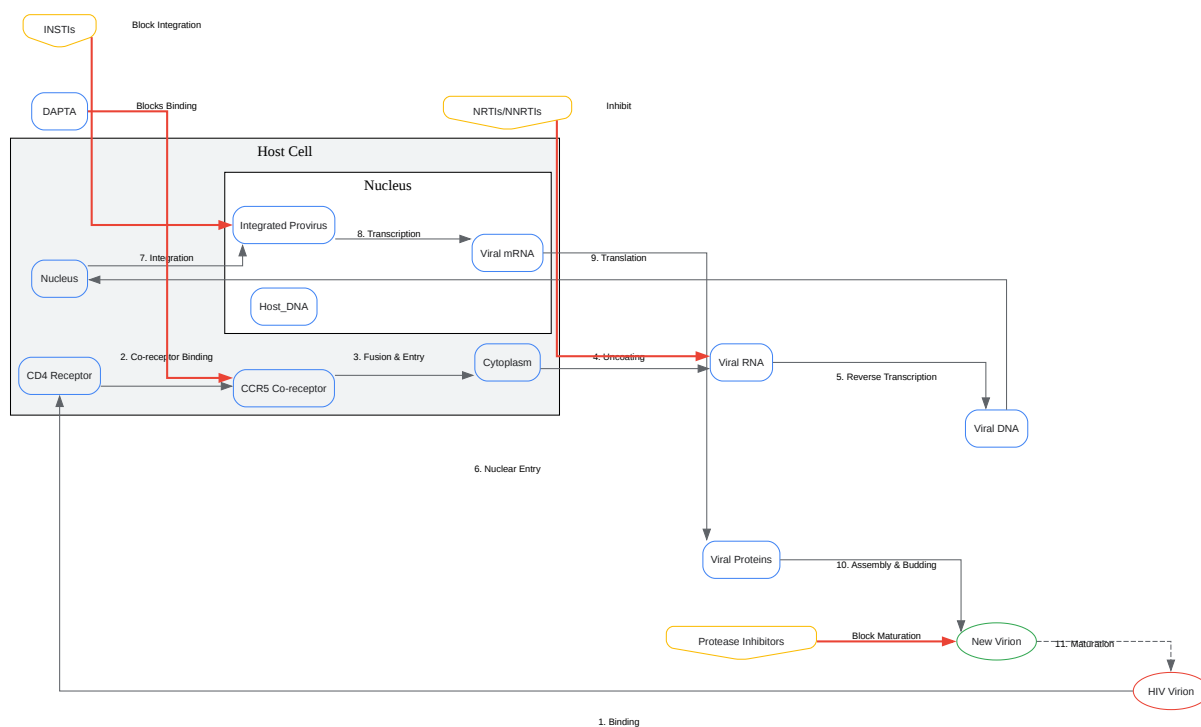 INSTIs
Block Integration
DAPTA
Blocks Binding
NRTIs/NNRTIs
Inhibit
Host Cell
Nucleus
Integrated Provirus
8. Transcription
Viral mRNA
7. Integration
9. Translation
Nucleus
Host_DNA
CD4 Receptor
2. Co-receptor Binding
CCR5 Co-receptor
3. Fusion & Entry
Cytoplasm
4. Uncoating
Viral RNA
5. Reverse Transcription
Viral DNA
6. Nuclear Entry
Viral Proteins
10. Assembly & Budding
Protease Inhibitors
Block Maturation
New Virion
11. Maturation
HIV Virion
1. Binding